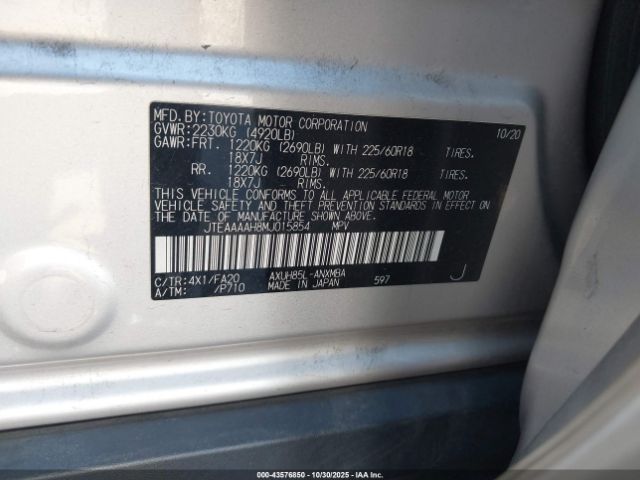 MFD. BY: TOYOTA MOTOR CORPORATION 10/20
GVWR: 2230KG (4920LB)
GAWR: FRT. 1220KG (2690LB) WITH 225/60R18 TIRES.
18X7J RIMS.
RR. 1220KG (2690LB) WITH 225/60R18 TIRES.
18X7J RIMS.
THIS VEHICLE CONFORMS TO ALL APPLICABLE FEDERAL MOTOR
VEHICLE SAFETY AND THEFT PREVENTION STANDARDS IN EFFECT ON THE
DATE OF MANUFACTURE SHOWN ABOVE.
JTEAAAAH8MJ015854 MPV
C/TR: 4X1/FA20 AXUH85L-ANXMBA
A/TM: /P710 MADE IN JAPAN 597 J
000-43576850 | 10/30/2025 | IAA, Inc. |